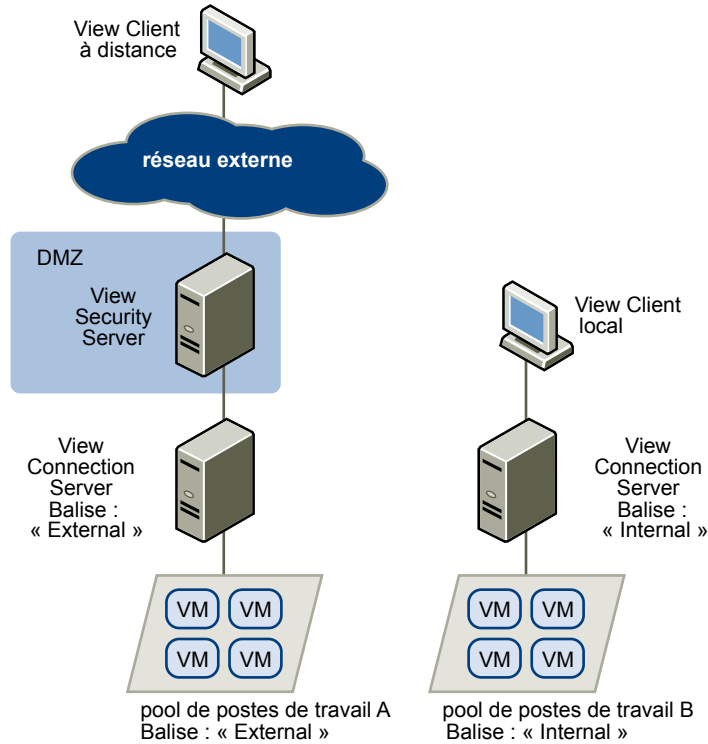 View Client
à distance
réseau externe
DMZ
View
Security
Server
View Client
local
View
Connection
Server
Balise :
« External »
View
Connection
Server
Balise :
« Internal »
VM VM
VM VM
VM VM
VM VM
pool de postes de travail A
Balise : « External »
pool de postes de travail B
Balise : « Internal »